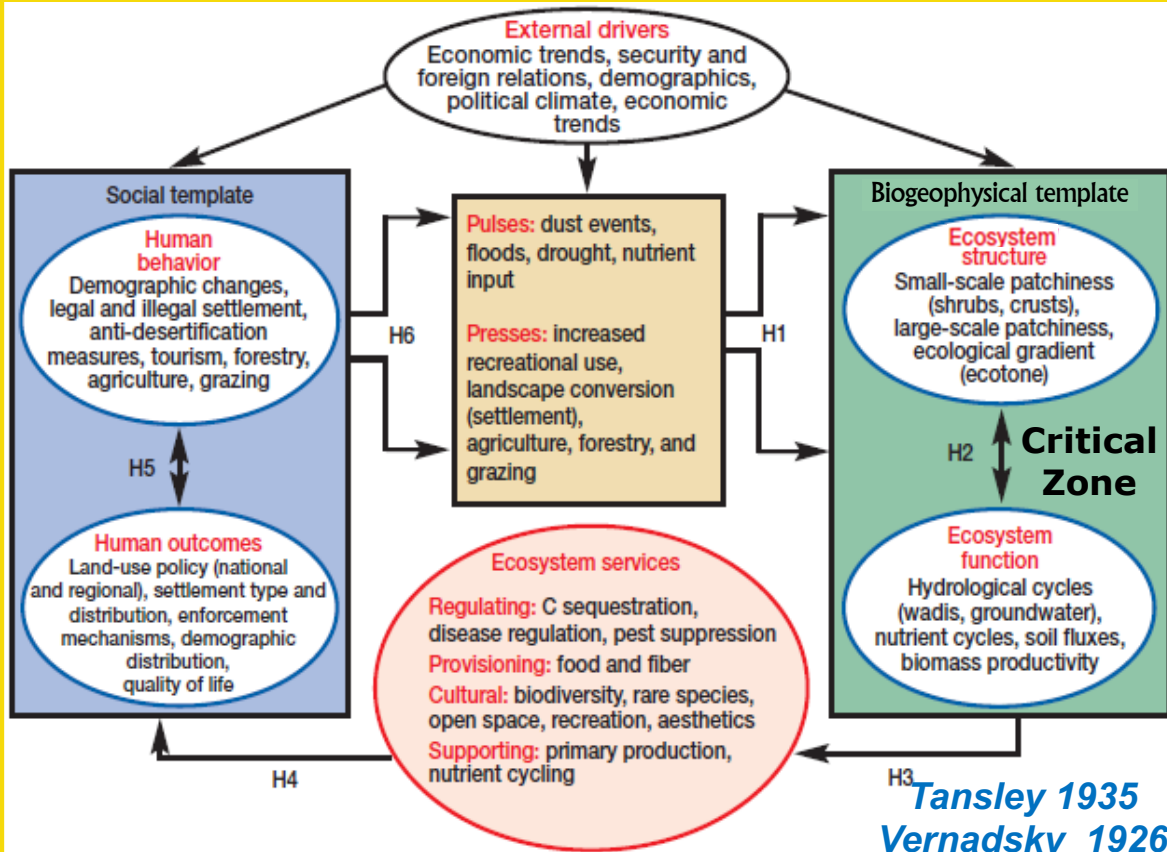 External drivers
Economic trends, security and
foreign relations, demographics,
political climate, economic
trends
Social template
Human
behavior
Demographic changes,
legal and illegal settlement,
anti-desertification
measures, tourism, forestry,
agriculture, grazing
H5
Human outcomes
Land-use policy (national
and regional), settlement type and
distribution, enforcement
mechanisms, demographic
distribution,
quality of life
H6
Pulses: dust events,
floods, drought, nutrient
input
Presses: increased
recreational use,
landscape conversion
(settlement),
agriculture, forestry, and
grazing
H1
Biogeophysical template
Ecosystem
structure
Small-scale patchiness
(shrubs, crusts),
large-scale patchiness,
ecological gradient
(ecotone)
H2
Critical
Zone
Ecosystem
function
Hydrological cycles
(wadis, groundwater),
nutrient cycles, soil fluxes,
biomass productivity
Ecosystem services
Regulating: C sequestration,
disease regulation, pest suppression
Provisioning: food and fiber
Cultural: biodiversity, rare species,
open space, recreation, aesthetics
Supporting: primary production,
nutrient cycling
H4
H3
Tansley 1935
Vernadsky 1926